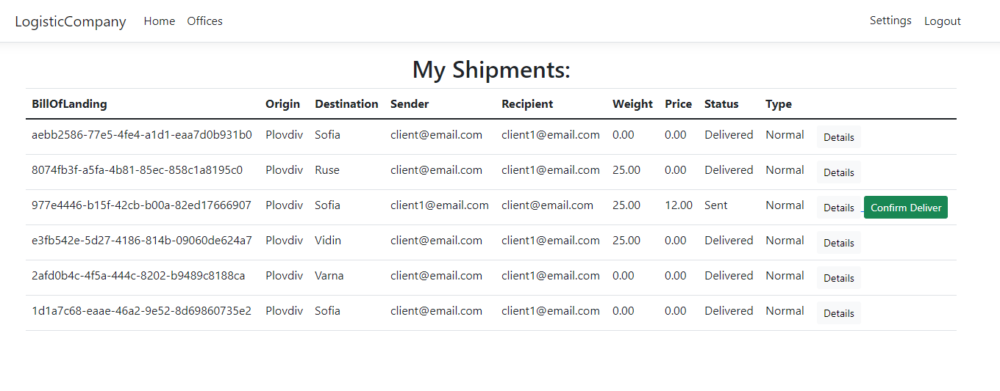 LogisticCompany Home Offices Settings Logout
My Shipments:
BillOfLanding Origin Destination Sender Recipient Weight Price Status Type
aebb2586-77e5-4fe4-a1d1-eaa7d0b931b0 Plovdiv Sofia client@email.com client1@email.com 0.00 0.00 Delivered Normal Details
8074fb3f-a5fa-4b81-85ec-858c1a8195c0 Plovdiv Ruse client@email.com client1@email.com 25.00 0.00 Delivered Normal Details
977e4446-b15f-42cb-b00a-82ed17666907 Plovdiv Sofia client1@email.com client@email.com 25.00 12.00 Sent Normal Details Confirm Deliver
e3fb542e-5d27-4186-814b-09060de624a7 Plovdiv Vidin client@email.com client1@email.com 25.00 0.00 Delivered Normal Details
2afd0b4c-4f5a-444c-8202-b9489c8188ca Plovdiv Varna client@email.com client1@email.com 0.00 0.00 Delivered Normal Details
1d1a7c68-eaae-46a2-9e52-8d69860735e2 Plovdiv Sofia client@email.com client1@email.com 0.00 0.00 Delivered Normal Details